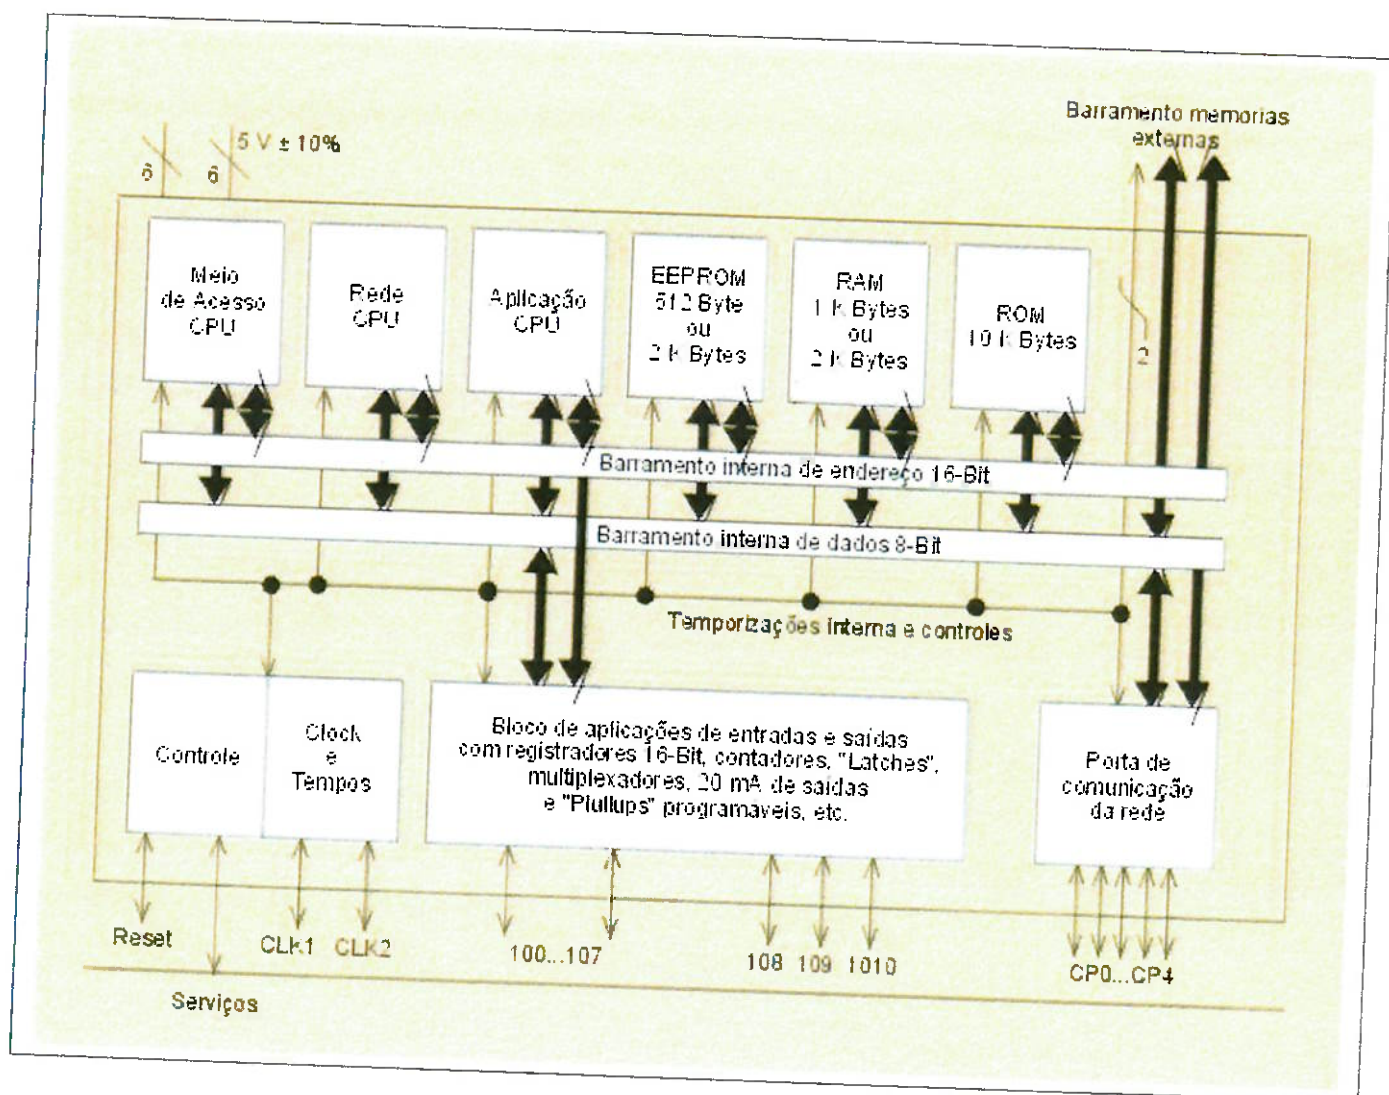 Barramento memorias
externas
5 V ± 10%
6
6
Meio
de Acesso
CPU
Rede
CPU
Aplicação
CPU
EEPROM
512 Byte
ou
2 k Bytes
RAM
1 k Bytes
ou
2 k Bytes
ROM
10 k Bytes
2
Barramento interna de endereço 16-Bit
Barramento interna de dados 8-Bit
Temporizações interna e controles
Controle
Clock
e
Tempos
Bloco de aplicações de entradas e saídas
com registradores 16-Bit, contadores, "Latches",
multiplexadores, 20 mA de saídas
e "Plullups" programaveis, etc.
Porta de
comunicação
da rede
Reset
CLK1
CLK2
100...107
108
109
1010
CP0...CP4
Serviços